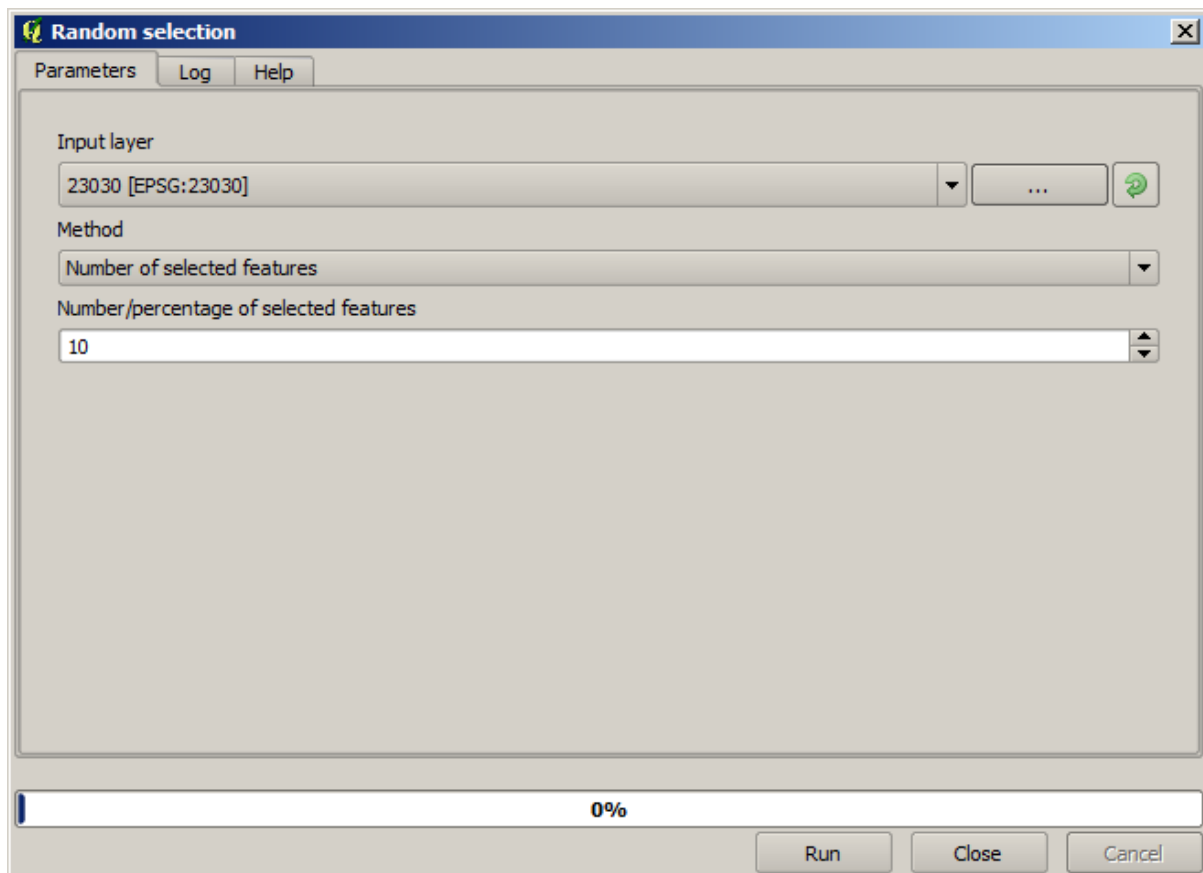 Random selection
Parameters Log Help
Input layer
23030 [EPSG:23030]
...
Method
Number of selected features
Number/percentage of selected features
10
0%
Run Close Cancel